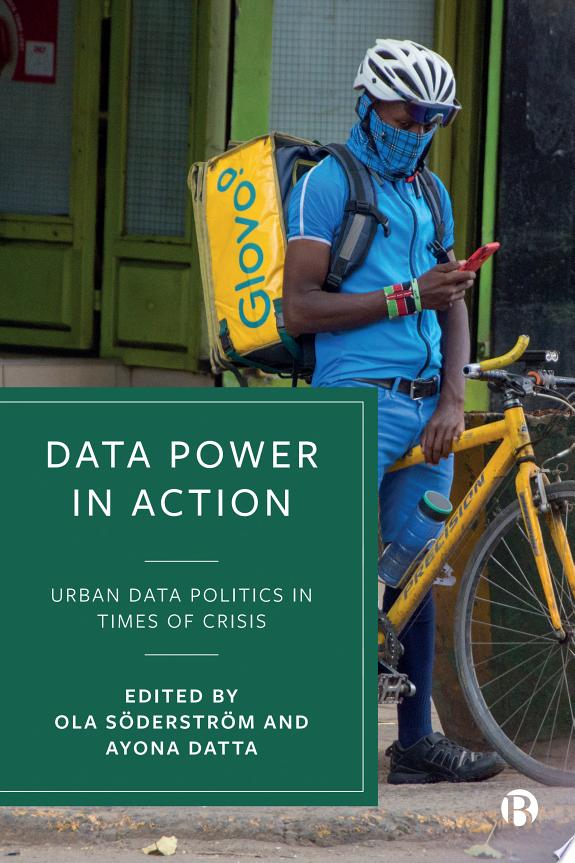 Glovo
PRECISION
DATA POWER
IN ACTION
URBAN DATA POLITICS IN
TIMES OF CRISIS
EDITED BY
OLA SÖDERSTRÖM AND
AYONA DATTA
B